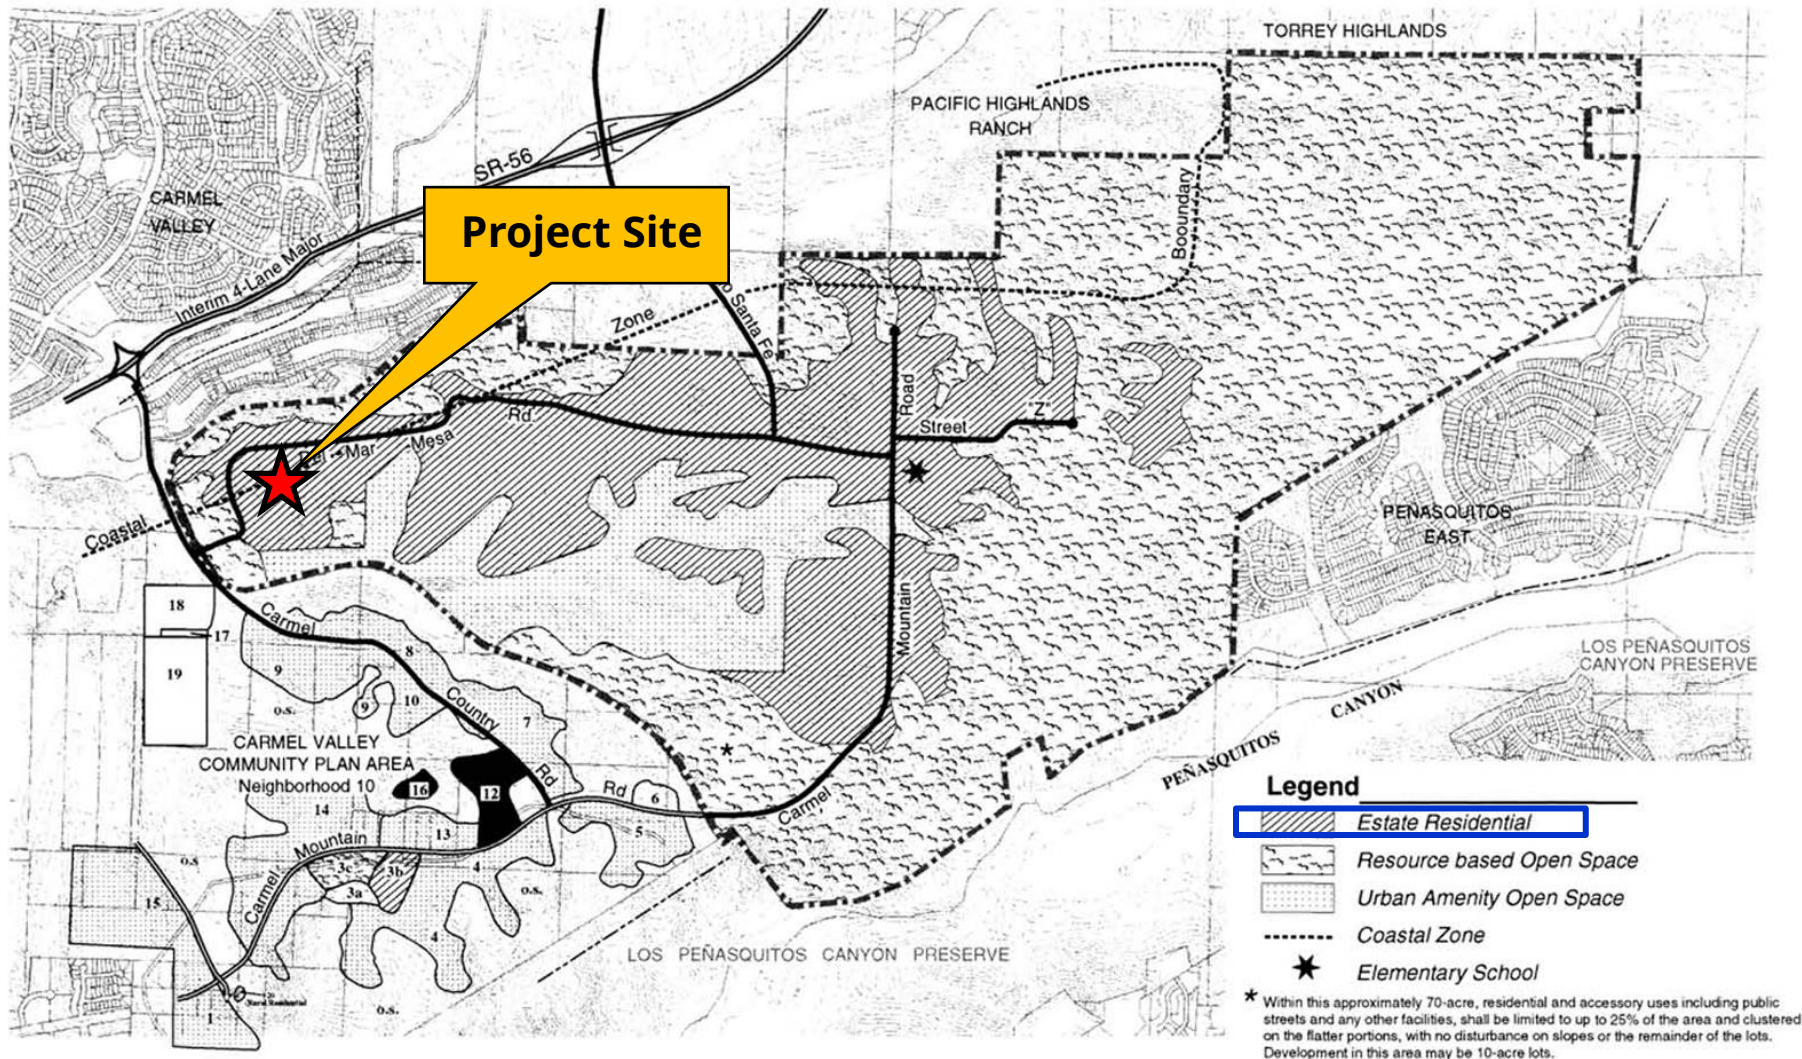 TORREY HIGHLANDS
PACIFIC HIGHLANDS
RANCH
SR-56
CARMEL
VALLEY
Project Site
Booundary
Interim 4-Lane Major
Zone
Santa Fe
Road
Rd
Street "Z"
Del Mar Mesa
Coastal
PEÑASQUITOS
EAST
18
17
Carmel
Mountain
19
9
8
LOS PEÑASQUITOS
CANYON PRESERVE
9
10
Country
o.s.
7
CANYON
CARMEL VALLEY
COMMUNITY PLAN AREA
Neighborhood 10
*
PEÑASQUITOS
Rd
16
12
Rd
6
Carmel
14
13
5
Mountain
o.s
3c
3b
4
3a
o.s.
Carmel
15
4
LOS PEÑASQUITOS CANYON PRESERVE
1
o.s.
Legend
Estate Residential
Resource based Open Space
Urban Amenity Open Space
Coastal Zone
Elementary School
* Within this approximately 70-acre, residential and accessory uses including public
streets and any other facilities, shall be limited to up to 25% of the area and clustered
on the flatter portions, with no disturbance on slopes or the remainder of the lots.
Development in this area may be 10-acre lots.